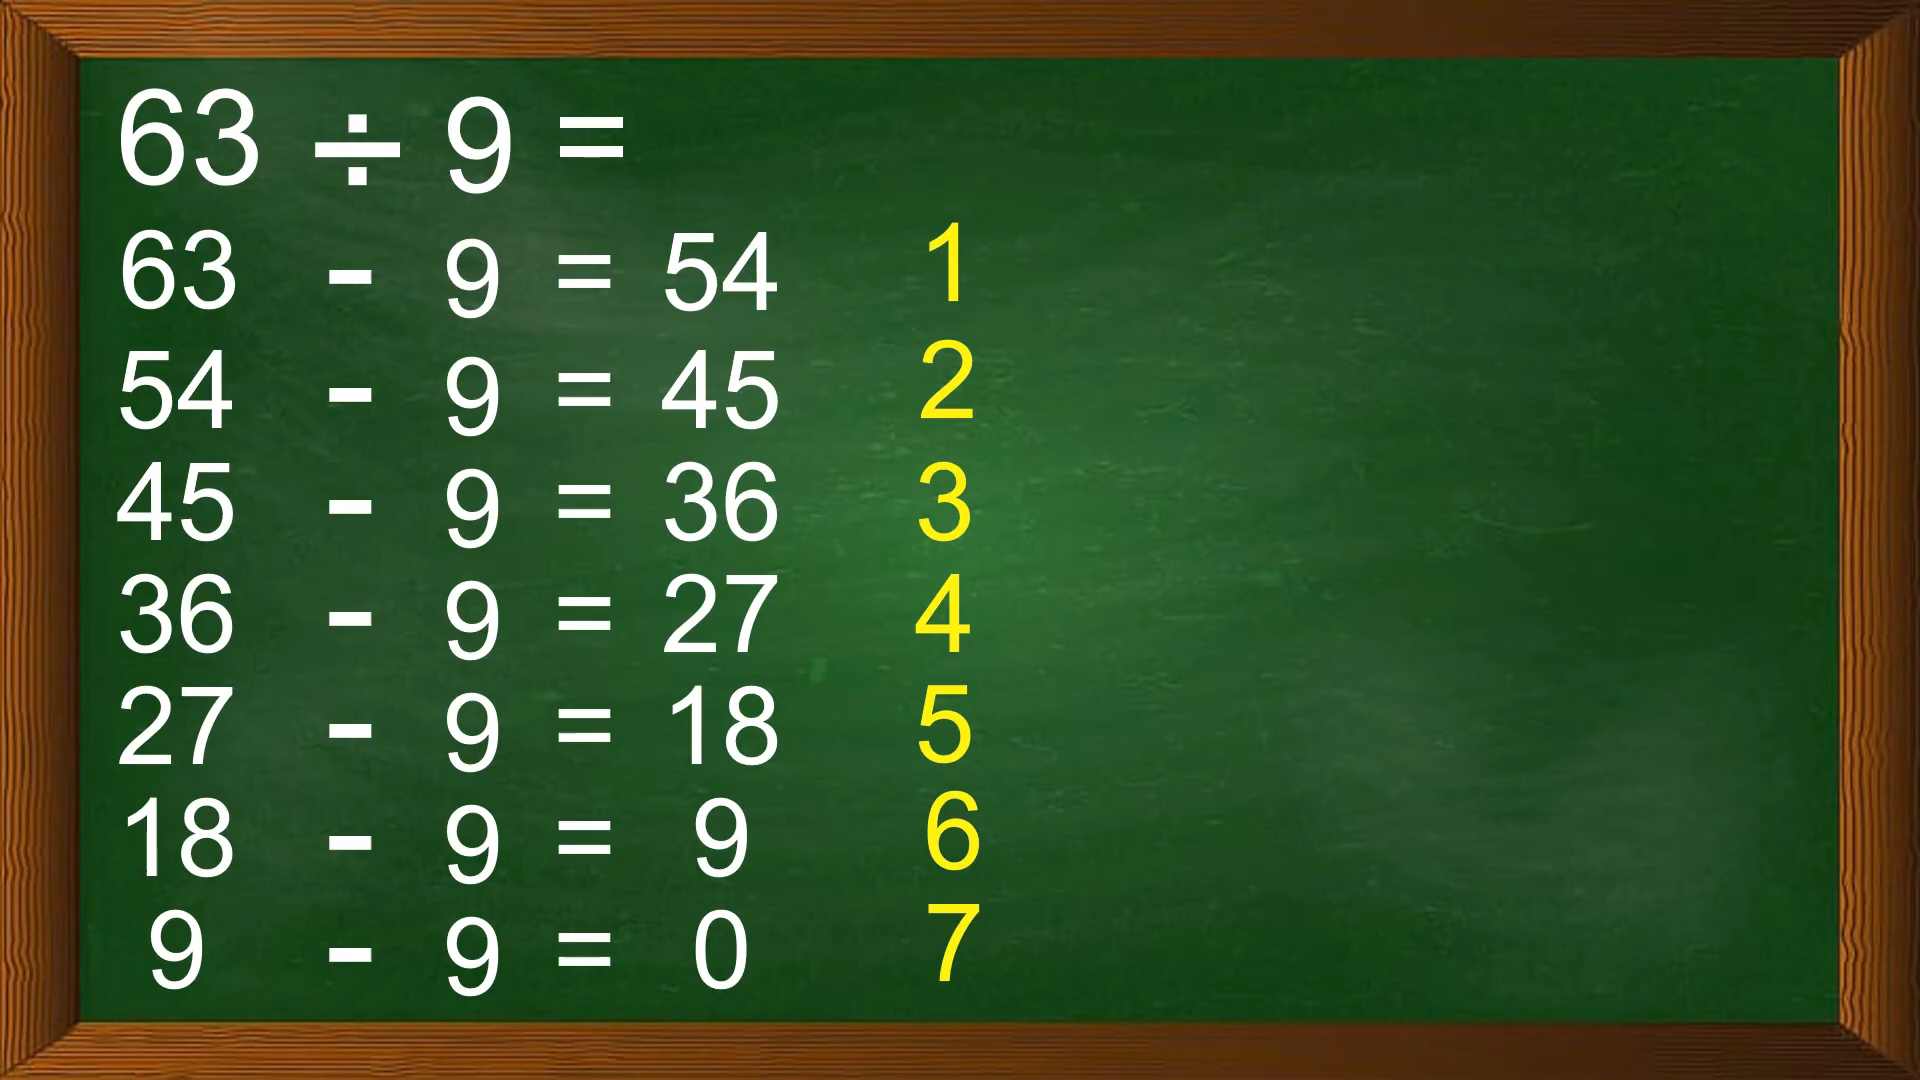 63 ÷ 9 =
63 - 9 = 54 1
54 - 9 = 45 2
45 - 9 = 36 3
36 - 9 = 27 4
27 - 9 = 18 5
18 - 9 = 9 6
9 - 9 = 0 7